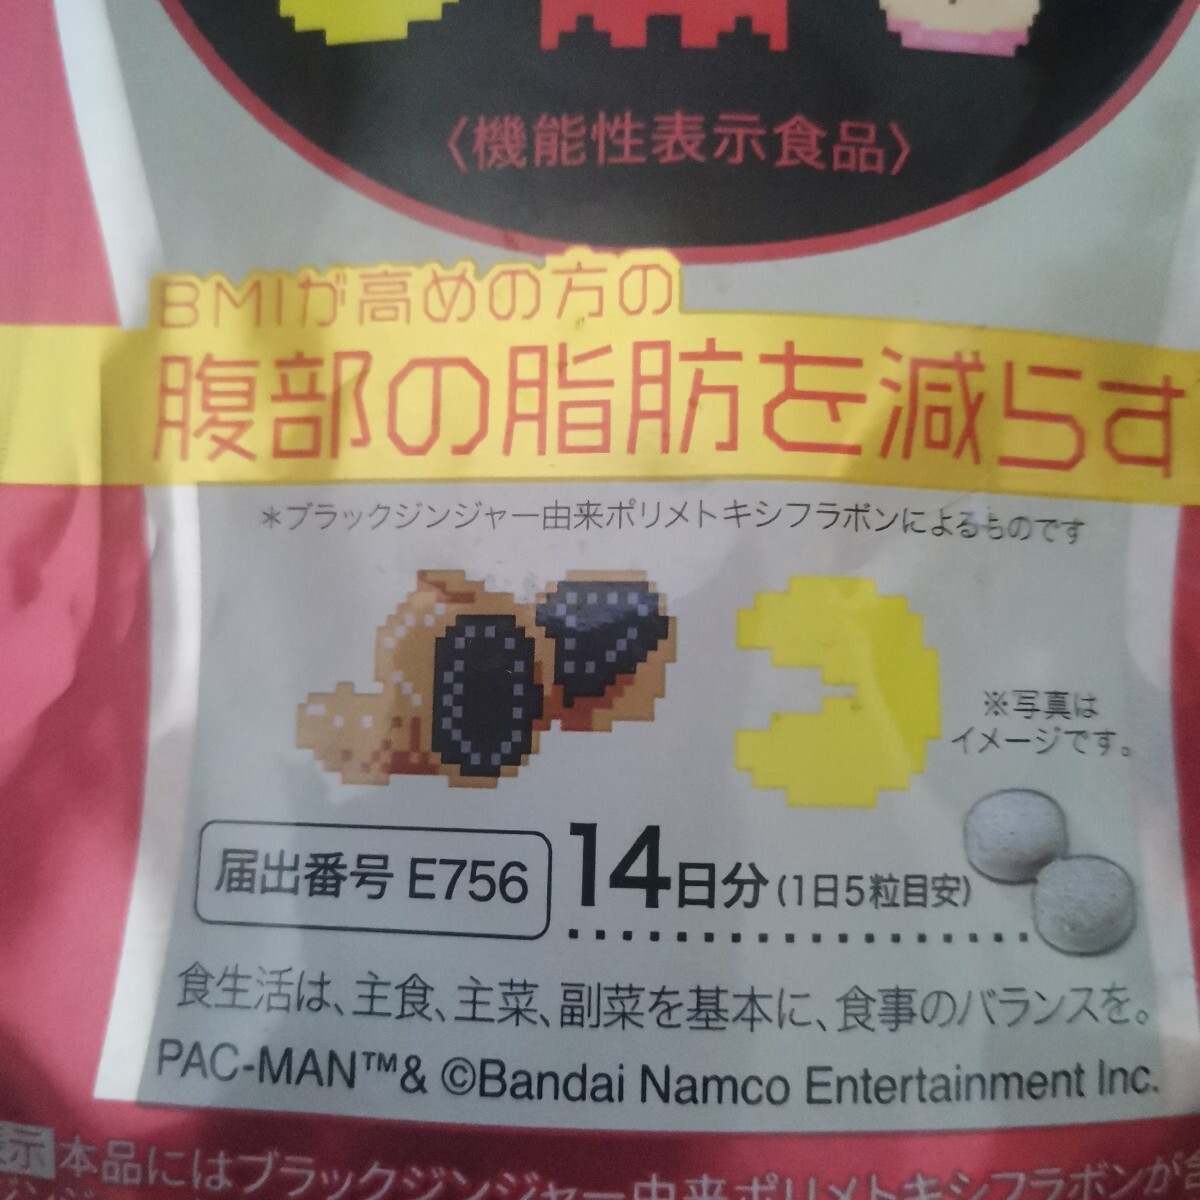 〈機能性表示食品〉
BMIが高めの方の
腹部の脂肪を減らす
＊ブラックジンジャー由来ポリメトキシフラボンによるものです
※写真は
イメージです。
届出番号 E756
14日分(1日5粒目安)
食生活は、主食、主菜、副菜を基本に、食事のバランスを。
PAC-MAN™& ©Bandai Namco Entertainment Inc.
示 本品にはブラックジンジャー由来ポリメトキシフラボンが